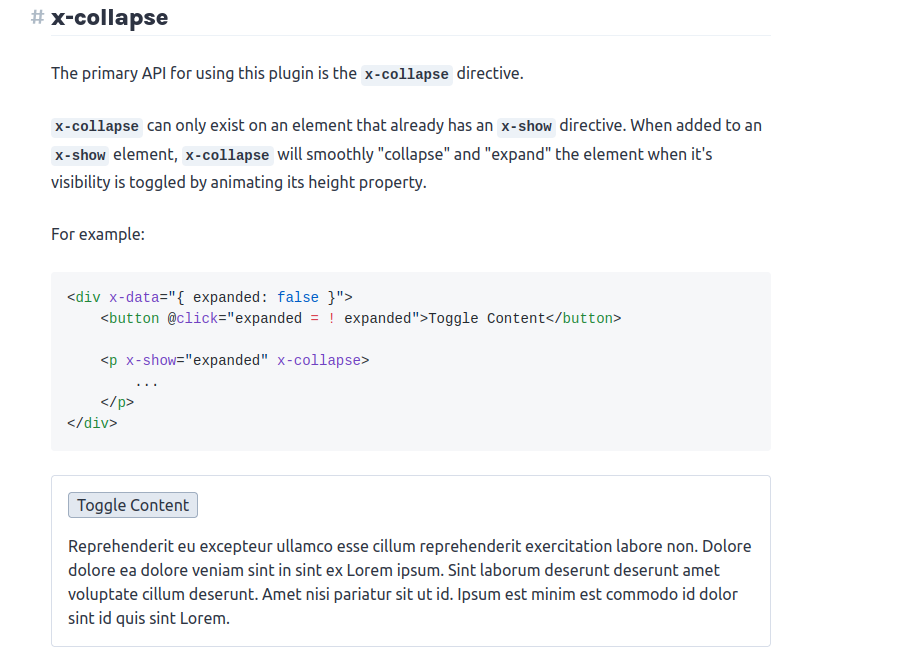 # x-collapse
The primary API for using this plugin is the x-collapse directive.
x-collapse can only exist on an element that already has an x-show directive. When added to an
x-show element, x-collapse will smoothly "collapse" and "expand" the element when it's
visibility is toggled by animating its height property.
For example:
<div x-data="{ expanded: false }">
    <button @click="expanded = ! expanded">Toggle Content</button>
    <p x-show="expanded" x-collapse>
        ...
    </p>
</div>
Toggle Content
Reprehenderit eu excepteur ullamco esse cillum reprehenderit exercitation labore non. Dolore
dolore ea dolore veniam sint in sint ex Lorem ipsum. Sint laborum deserunt deserunt amet
voluptate cillum deserunt. Amet nisi pariatur sit ut id. Ipsum est minim est commodo id dolor
sint id quis sint Lorem.